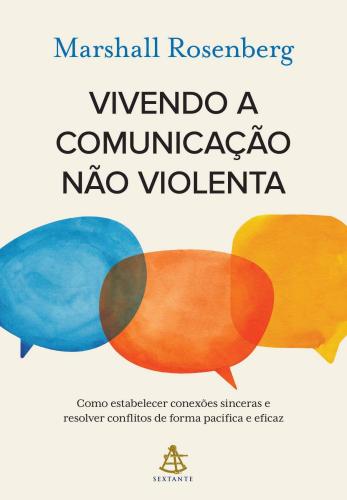 Marshall Rosenberg
VIVENDO A
COMUNICAÇÃO
NÃO VIOLENTA
Como estabelecer conexões sinceras e
resolver conflitos de forma pacífica e eficaz
SEXTANTE